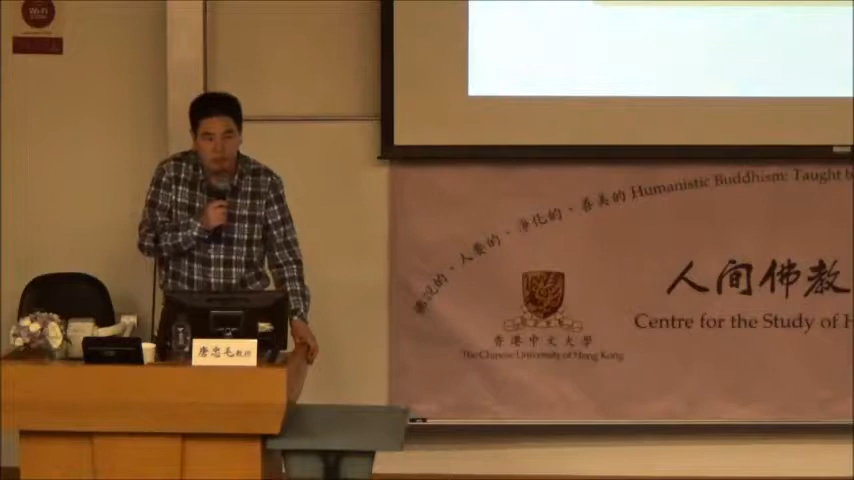 Wi-Fi
佛說的、人要的、淨化的、善美的 Humanistic Buddhism: Taught b
人間佛教
Centre for the Study of H
香港中文大學
The Chinese University of Hong Kong
唐忠毛教授